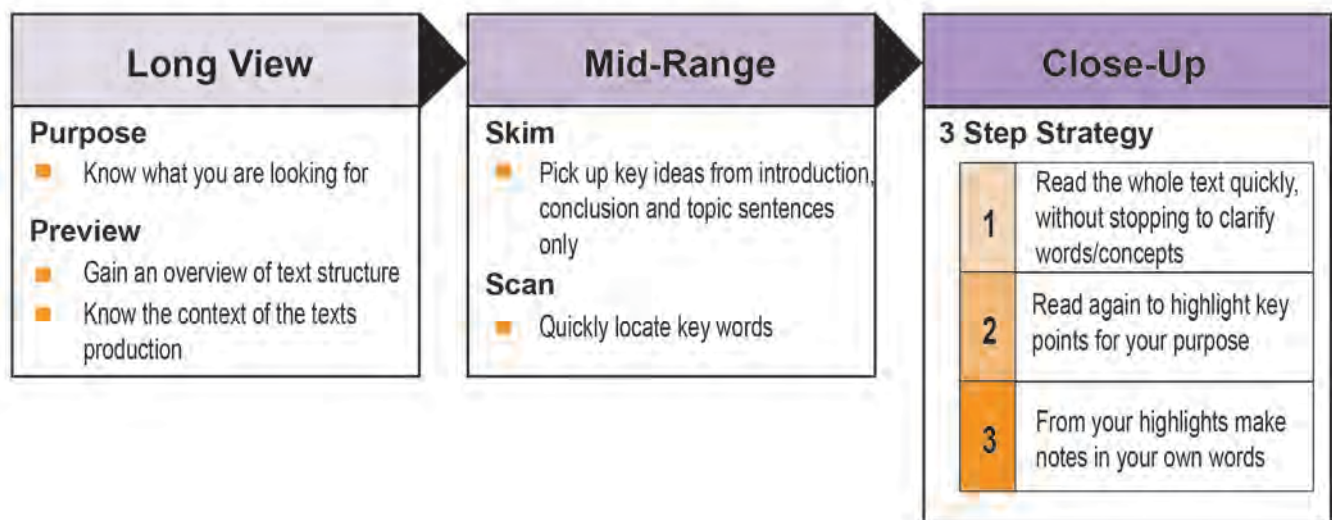 Long View
Purpose
Know what you are looking for
Preview
Gain an overview of text structure
Know the context of the texts
production
Mid-Range
Skim
Pick up key ideas from introduction,
conclusion and topic sentences
only
Scan
Quickly locate key words
Close-Up
3 Step Strategy
1
Read the whole text quickly,
without stopping to clarify
words/concepts
2
Read again to highlight key
points for your purpose
3
From your highlights make
notes in your own words